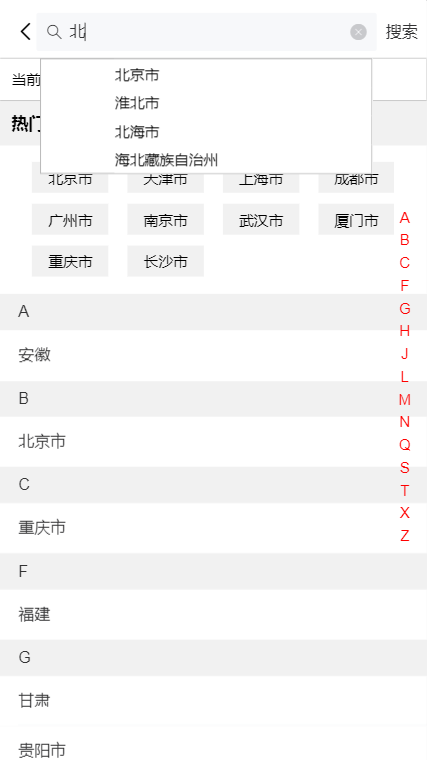 北 搜索
当前
北京市
淮北市
北海市
海北藏族自治州
热门
北京市 天津市 上海市 成都市
广州市 南京市 武汉市 厦门市
重庆市 长沙市
A
安徽
B
北京市
C
重庆市
F
福建
G
甘肃
贵阳市
A
B
C
F
G
H
J
L
M
N
Q
S
T
X
Z